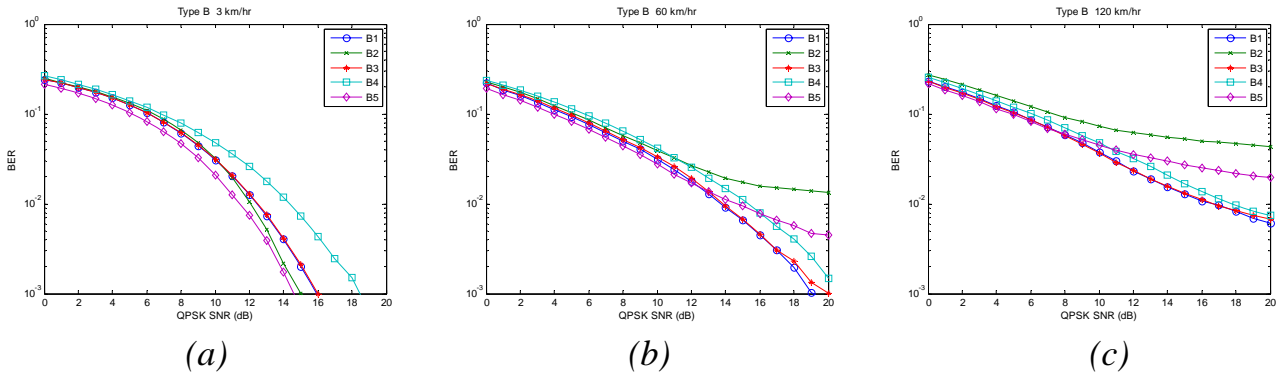 Type B 3 km/hr
10^0
10^-1
10^-2
10^-3
BER
0 2 4 6 8 10 12 14 16 18 20
QPSK SNR (dB)
B1
B2
B3
B4
B5
(a)
Type B 60 km/hr
10^0
10^-1
10^-2
10^-3
BER
0 2 4 6 8 10 12 14 16 18 20
QPSK SNR (dB)
B1
B2
B3
B4
B5
(b)
Type B 120 km/hr
10^0
10^-1
10^-2
10^-3
BER
0 2 4 6 8 10 12 14 16 18 20
QPSK SNR (dB)
B1
B2
B3
B4
B5
(c)